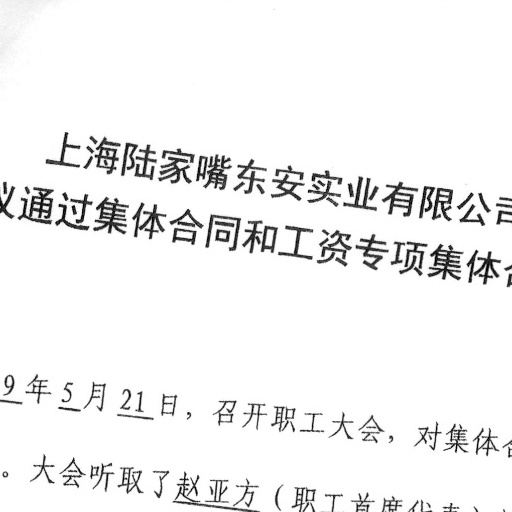 上海陆家嘴东安实业有限公司
议通过集体合同和工资专项集体合
9年5月21日，召开职工大会，对集体合
。大会听取了赵亚方（职工首席代表）